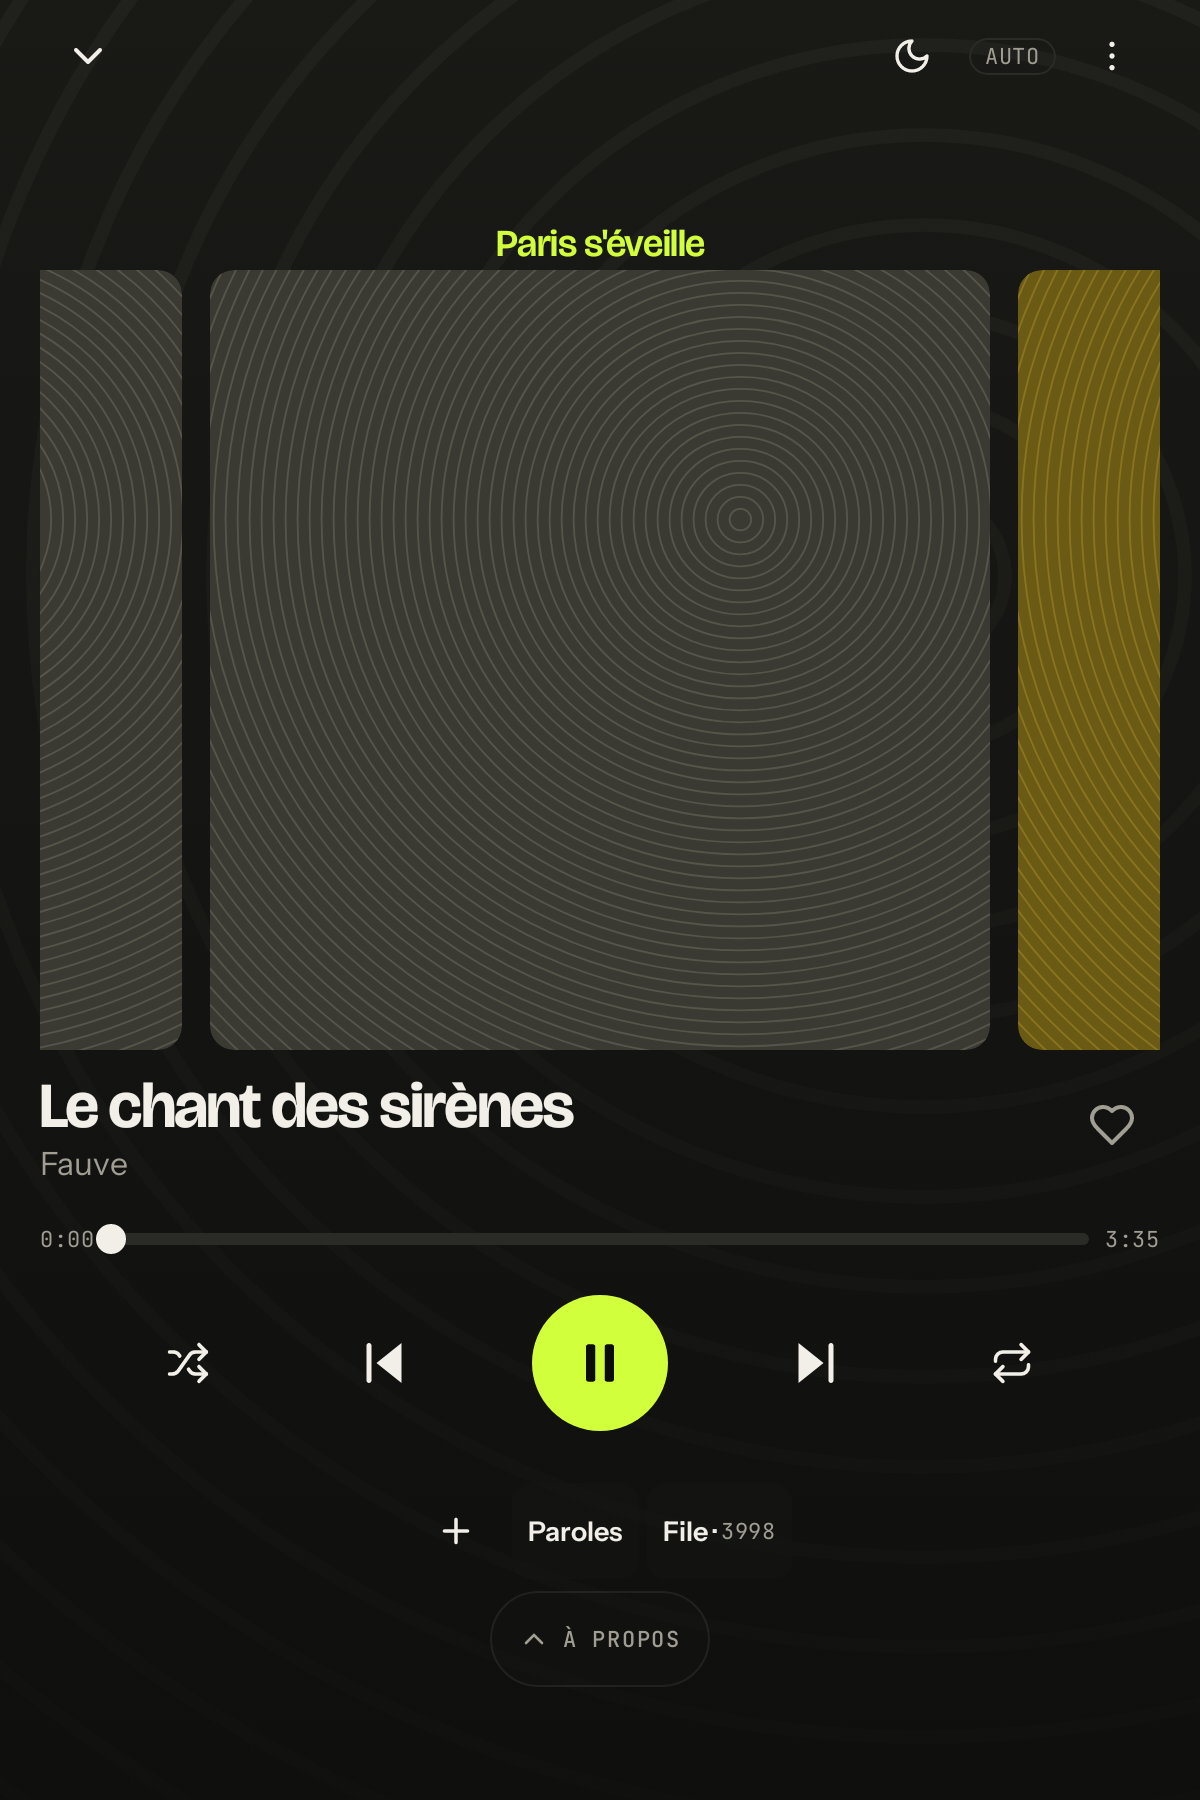 AUTO
Paris s'éveille
Le chant des sirènes
Fauve
0:00 3:35
Paroles File·3998
À PROPOS